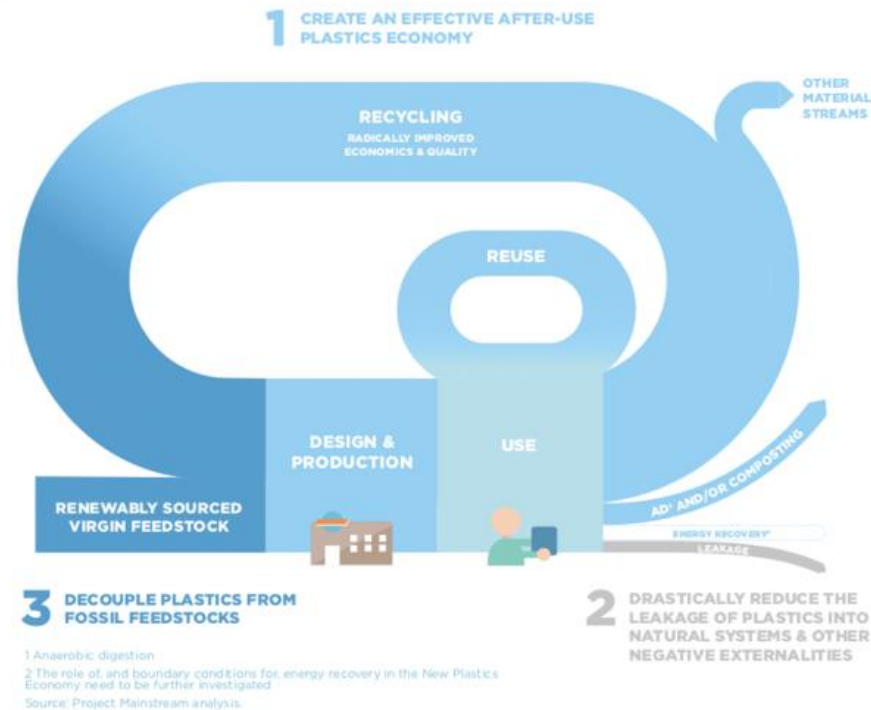 1 CREATE AN EFFECTIVE AFTER-USE
PLASTICS ECONOMY
OTHER
MATERIAL
STREAMS
RECYCLING
RADICALLY IMPROVED
ECONOMICS & QUALITY
REUSE
DESIGN &
PRODUCTION
USE
RENEWABLY SOURCED
VIRGIN FEEDSTOCK
AD¹ AND/OR COMPOSTING
ENERGY RECOVERY²
LEAKAGE
3 DECOUPLE PLASTICS FROM
FOSSIL FEEDSTOCKS
2 DRASTICALLY REDUCE THE
LEAKAGE OF PLASTICS INTO
NATURAL SYSTEMS & OTHER
NEGATIVE EXTERNALITIES
1 Anaerobic digestion
2 The role of, and boundary conditions for, energy recovery in the New Plastics
Economy need to be further investigated
Source: Project Mainstream analysis.